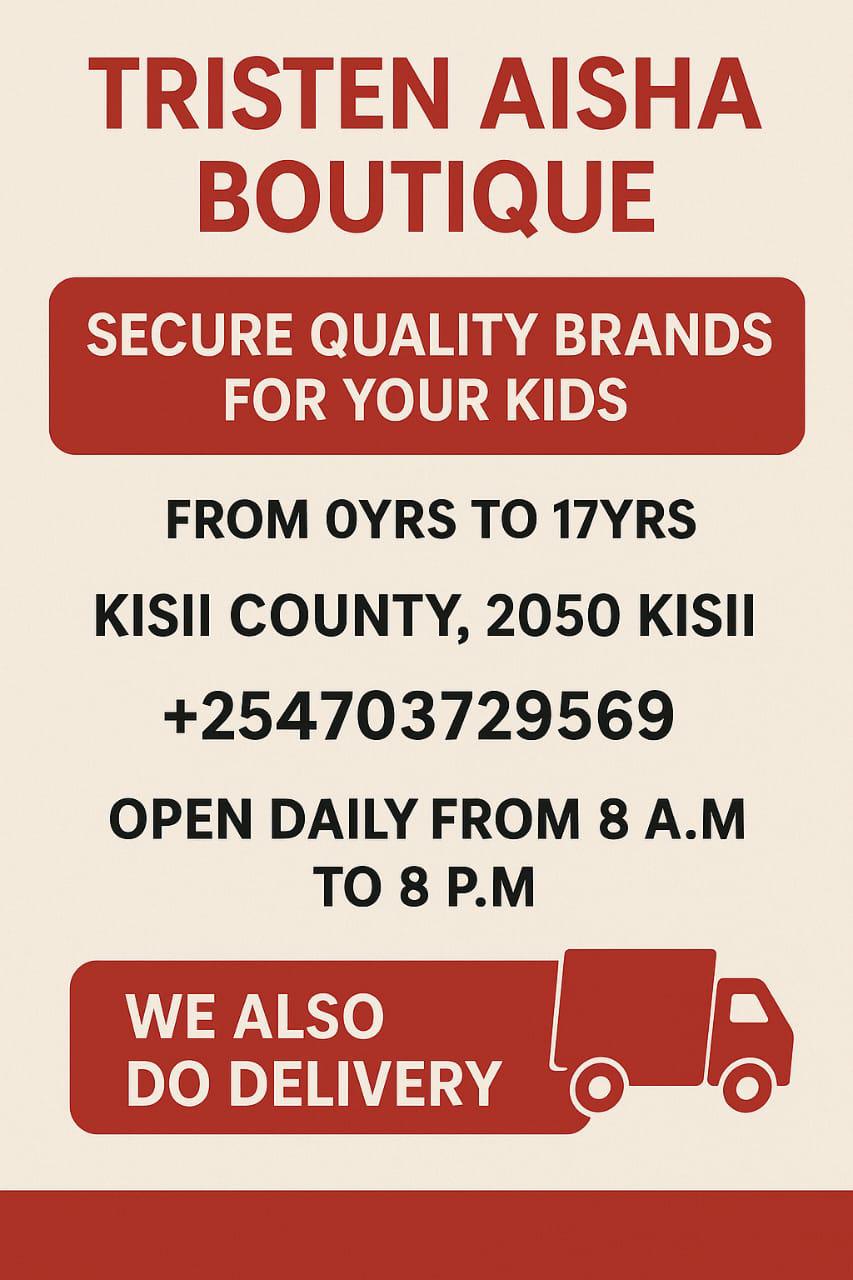 TRISTEN AISHA
BOUTIQUE
SECURE QUALITY BRANDS
FOR YOUR KIDS
FROM 0YRS TO 17YRS
KISII COUNTY, 2050 KISII
+254703729569
OPEN DAILY FROM 8 A.M
TO 8 P.M
WE ALSO
DO DELIVERY